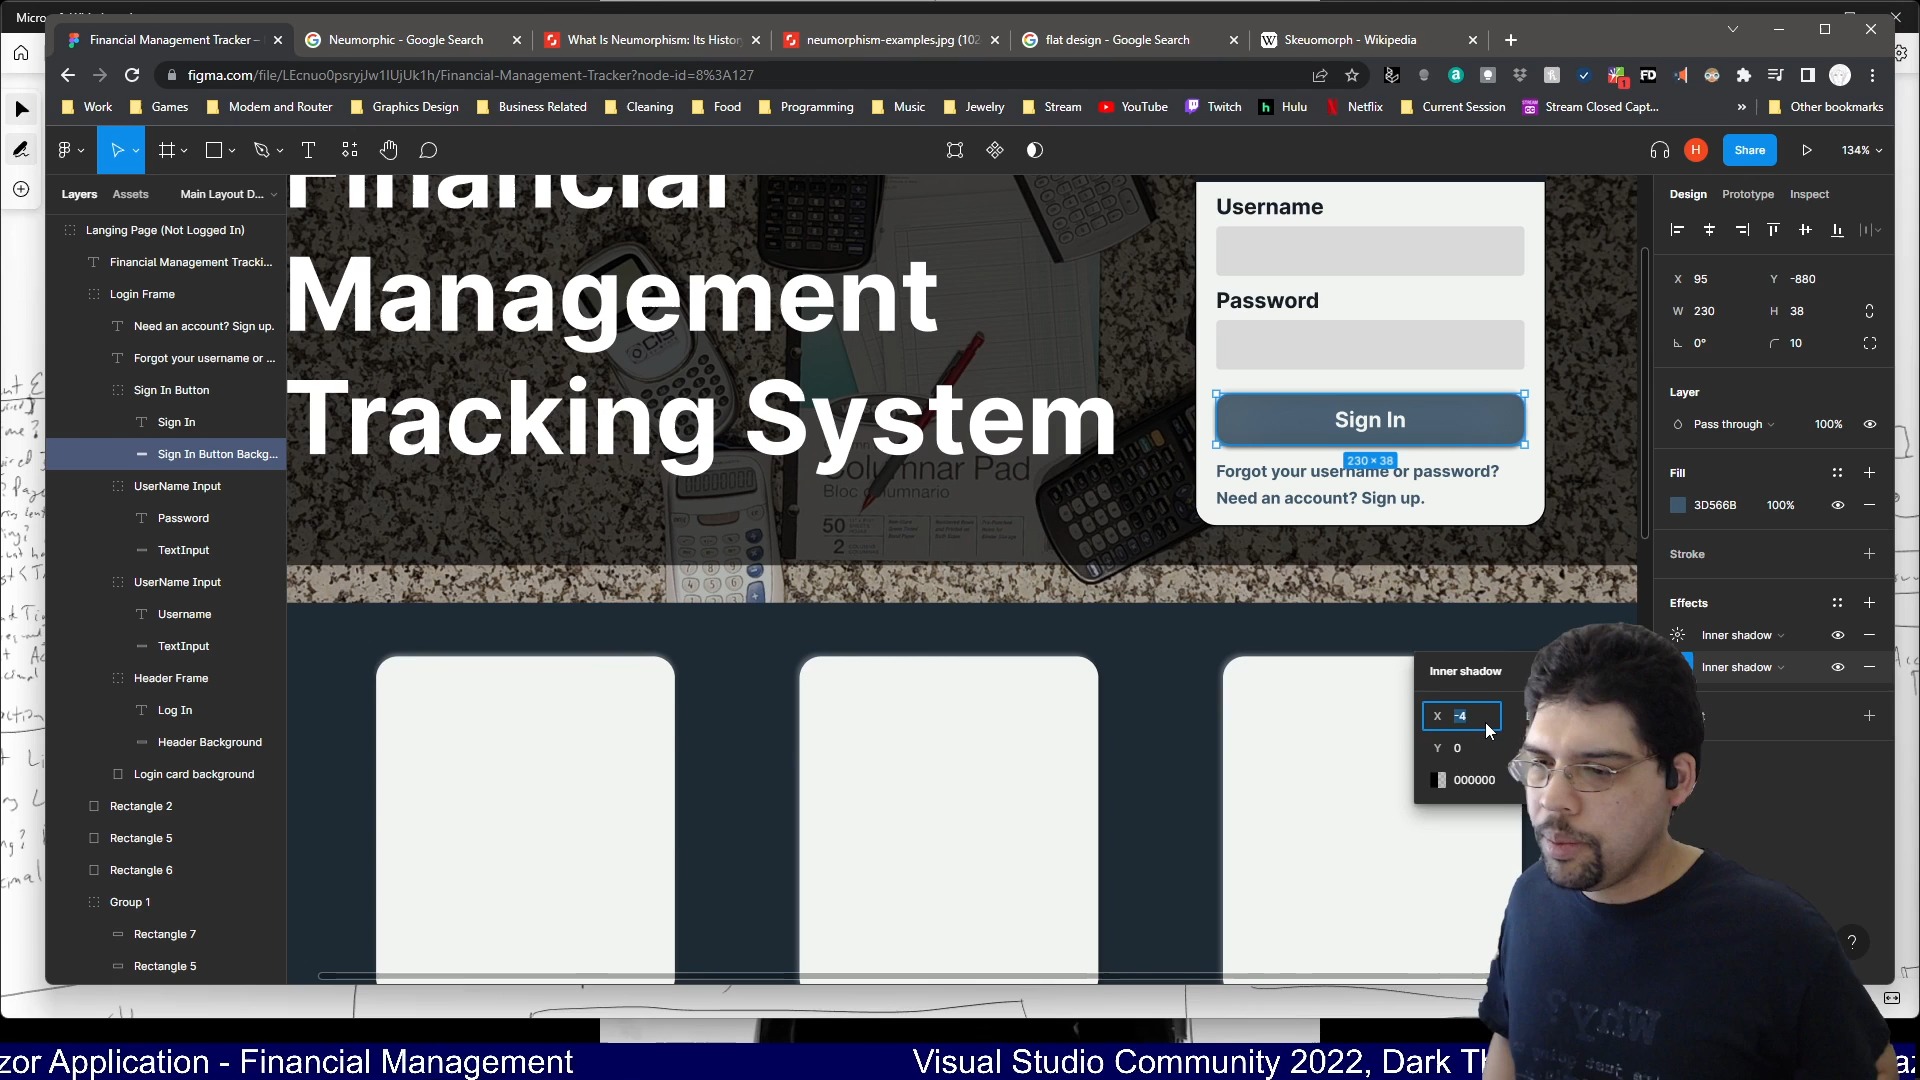 Micro
Financial Management Tracker –
Neumorphic - Google Search
What Is Neumorphism: Its Histor
neumorphism-examples.jpg (102
flat design - Google Search
Skeuomorph - Wikipedia
figma.com/file/LEcnuo0psryjJw1IUjUk1h/Financial-Management-Tracker?node-id=8%3A127
Work
Games
Modem and Router
Graphics Design
Business Related
Cleaning
Food
Programming
Music
Jewelry
Stream
YouTube
Twitch
Hulu
Netflix
Current Session
Stream Closed Capt...
Other bookmarks
H
Share
134%
Layers
Assets
Main Layout D...
Langing Page (Not Logged In)
Financial Management Tracki...
Login Frame
Need an account? Sign up.
Forgot your username or ...
Sign In Button
Sign In
Sign In Button Backg...
UserName Input
Password
TextInput
UserName Input
Username
TextInput
Header Frame
Log In
Header Background
Login card background
Rectangle 2
Rectangle 5
Rectangle 6
Group 1
Rectangle 7
Rectangle 5
Financial
Management
Tracking System
Columnar Pad
Bloc columnario
50
2
Username
Password
Sign In
230 × 38
Forgot your username or password?
Need an account? Sign up.
Inner shadow
X -4
Y 0
000000
Design
Prototype
Inspect
X 95
Y -880
W 230
H 38
0°
10
Layer
Pass through
100%
Fill
3D566B
100%
Stroke
Effects
Inner shadow
Inner shadow
?
zor Application - Financial Management
Visual Studio Community 2022, Dark Th